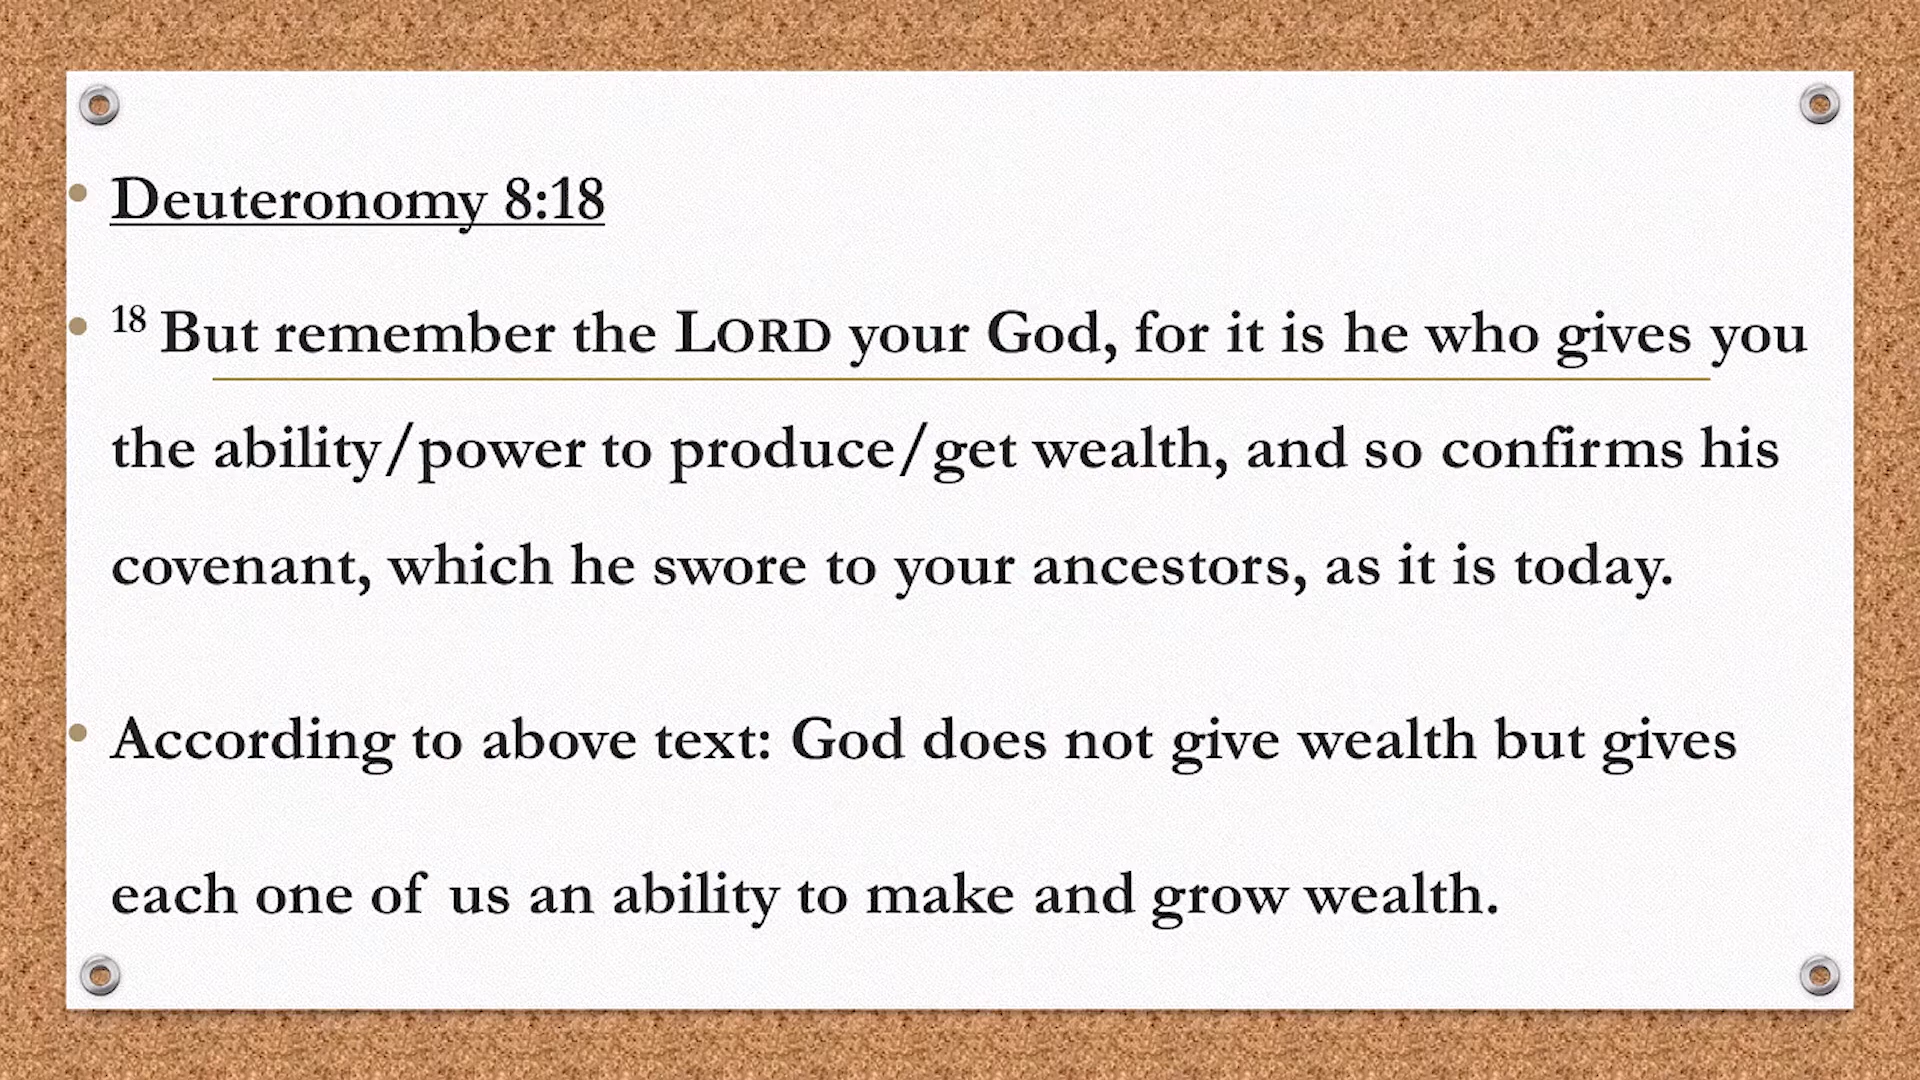 Deuteronomy 8:18
18 But remember the LORD your God, for it is he who gives you
the ability/power to produce/get wealth, and so confirms his
covenant, which he swore to your ancestors, as it is today.
According to above text: God does not give wealth but gives
each one of us an ability to make and grow wealth.